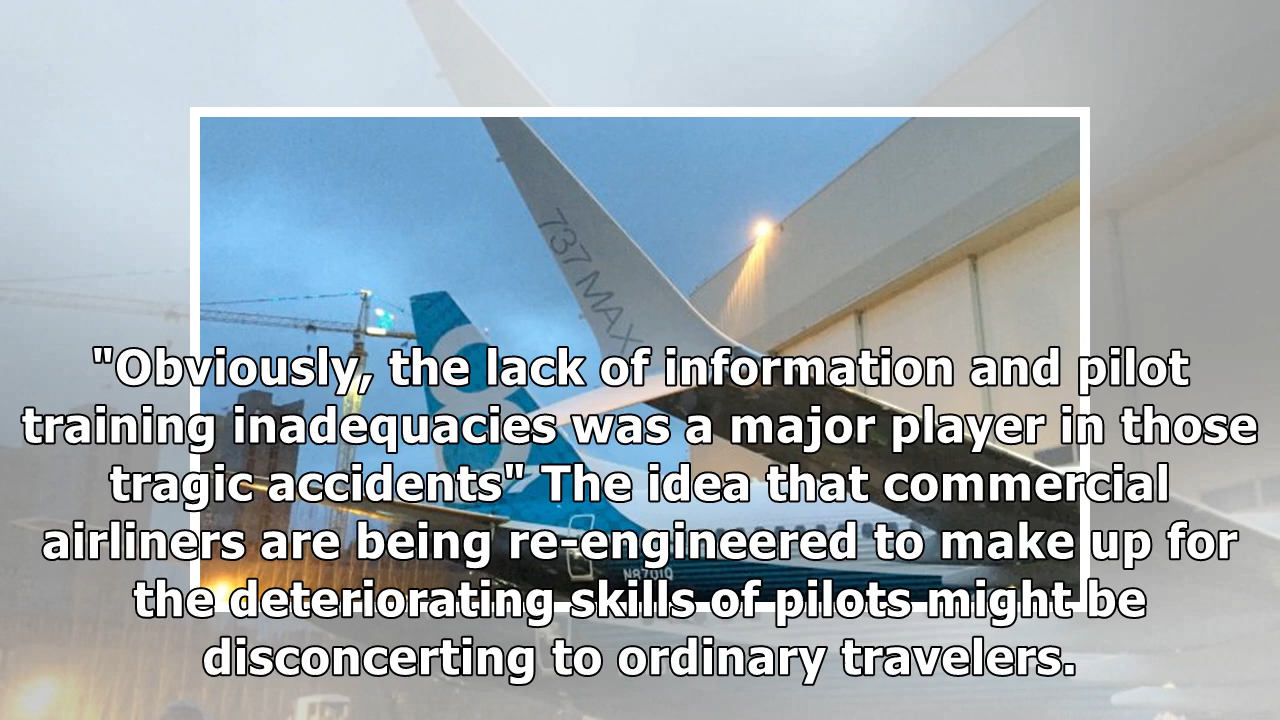 737 MAX
"Obviously, the lack of information and pilot
training inadequacies was a major player in those
tragic accidents" The idea that commercial
airliners are being re-engineered to make up for
the deteriorating skills of pilots might be
disconcerting to ordinary travelers.